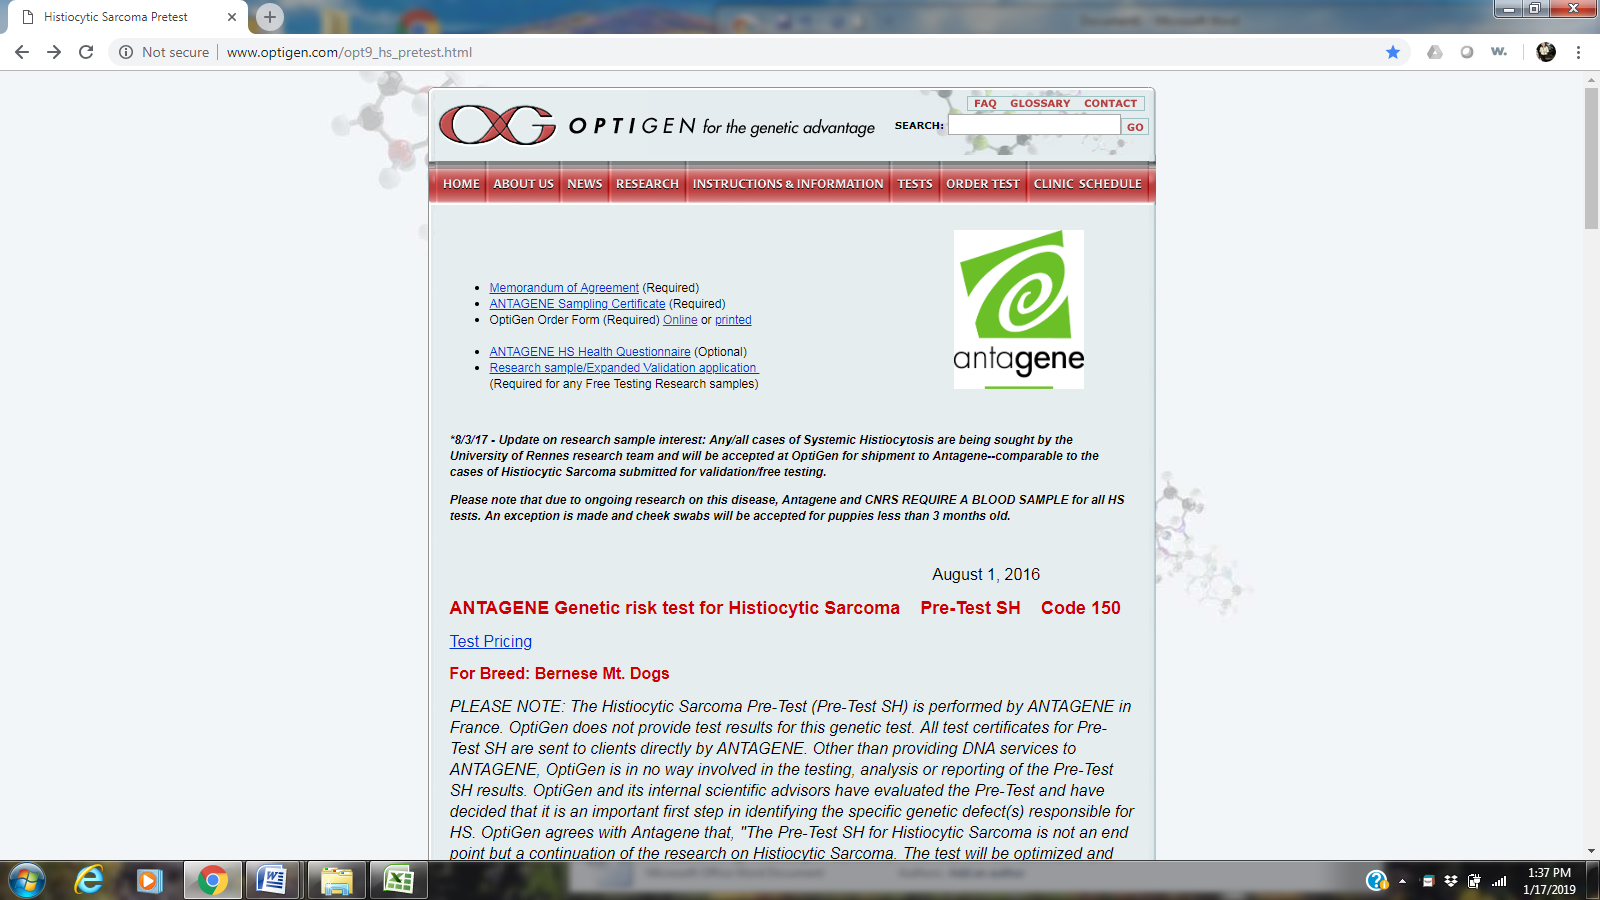 Histiocytic Sarcoma Pretest
Not secure | www.optigen.com/opt9_hs_pretest.html
FAQ GLOSSARY CONTACT
OG OPTIGEN for the genetic advantage
SEARCH: GO
HOME ABOUT US NEWS RESEARCH INSTRUCTIONS & INFORMATION TESTS ORDER TEST CLINIC SCHEDULE
antagene
• Memorandum of Agreement (Required)
• ANTAGENE Sampling Certificate (Required)
• OptiGen Order Form (Required) Online or printed
• ANTAGENE HS Health Questionnaire (Optional)
• Research sample/Expanded Validation application
(Required for any Free Testing Research samples)
*8/3/17 - Update on research sample interest: Any/all cases of Systemic Histiocytosis are being sought by the
University of Rennes research team and will be accepted at OptiGen for shipment to Antagene--comparable to the
cases of Histiocytic Sarcoma submitted for validation/free testing.
Please note that due to ongoing research on this disease, Antagene and CNRS REQUIRE A BLOOD SAMPLE for all HS
tests. An exception is made and cheek swabs will be accepted for puppies less than 3 months old.
August 1, 2016
ANTAGENE Genetic risk test for Histiocytic Sarcoma Pre-Test SH Code 150
Test Pricing
For Breed: Bernese Mt. Dogs
PLEASE NOTE: The Histiocytic Sarcoma Pre-Test (Pre-Test SH) is performed by ANTAGENE in
France. OptiGen does not provide test results for this genetic test. All test certificates for Pre-
Test SH are sent to clients directly by ANTAGENE. Other than providing DNA services to
ANTAGENE, OptiGen is in no way involved in the testing, analysis or reporting of the Pre-Test
SH results. OptiGen and its internal scientific advisors have evaluated the Pre-Test and have
decided that it is an important first step in identifying the specific genetic defect(s) responsible for
HS. OptiGen agrees with Antagene that, "The Pre-Test SH for Histiocytic Sarcoma is not an end
point but a continuation of the research on Histiocytic Sarcoma. The test will be optimized and
1:37 PM
1/17/2019